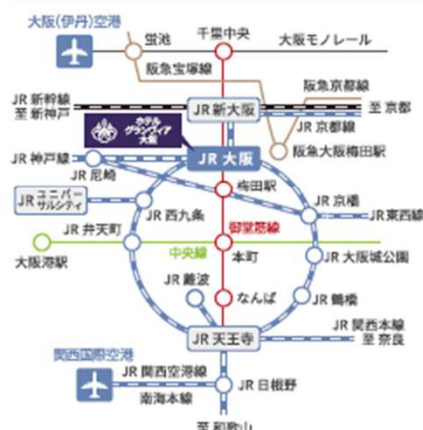 大阪(伊丹)空港
蛍池
千里中央
大阪モノレール
阪急宝塚線
阪急京都線
JR 新幹線
至 新神戸
JR 新大阪
至 京都
JR 京都線
ホテル
グランヴィア
大阪
阪急大阪梅田駅
JR 神戸線
JR 大阪
JR 尼崎
梅田駅
JR ユニバー
サルシティ
JR 西九条
JR 京橋
JR東西線
JR 弁天町
御堂筋線
中央線
本町
JR 大阪城公園
大阪港駅
JR 難波
なんば
JR 鶴橋
JR 天王寺
JR 関西本線
至 奈良
関西国際空港
JR 関西空港線
南海本線
JR 日根野
至 和歌山